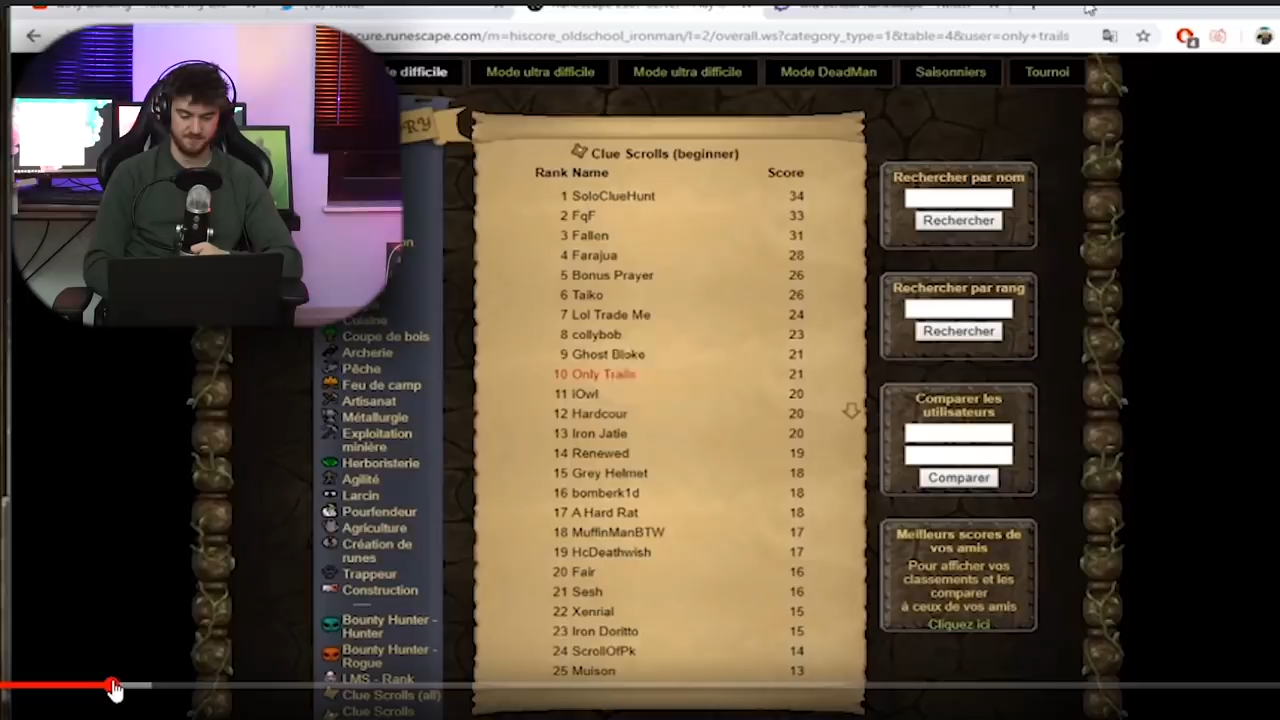 cure.runescape.com/m=hiscore_oldschool_ironman/l=2/overall.ws?category_type=1&table=4&user=only+trails
difficile
Mode ultra difficile
Mode ultra difficile
Mode DeadMan
Saisonniers
Tournoi
RY
Clue Scrolls (beginner)
Rank Name Score
1 SoloClueHunt 34
2 FqF 33
3 Fallen 31
4 Farajua 28
5 Bonus Prayer 26
6 Taiko 26
7 Lol Trade Me 24
8 collybob 23
9 Ghost Bloke 21
10 Only Trails 21
11 iOwl 20
12 Hardcour 20
13 Iron Jatie 20
14 Renewed 19
15 Grey Helmet 18
16 bomberk1d 18
17 A Hard Rat 18
18 MuffinManBTW 17
19 HcDeathwish 17
20 Fair 16
21 Sesh 16
22 Xenrial 15
23 Iron Doritto 15
24 ScrollOfPk 14
25 Muison 13
on
Cuisine
Coupe de bois
Archerie
Pêche
Feu de camp
Artisanat
Métallurgie
Exploitation
minière
Herboristerie
Agilité
Larcin
Pourfendeur
Agriculture
Création de
runes
Trappeur
Construction
Bounty Hunter -
Hunter
Bounty Hunter -
Rogue
LMS - Rank
Clue Scrolls (all)
Clue Scrolls
Rechercher par nom
Rechercher
Rechercher par rang
Rechercher
Comparer les
utilisateurs
Comparer
Meilleurs scores de
vos amis
Pour afficher vos
classements et les
comparer
à ceux de vos amis
Cliquez ici